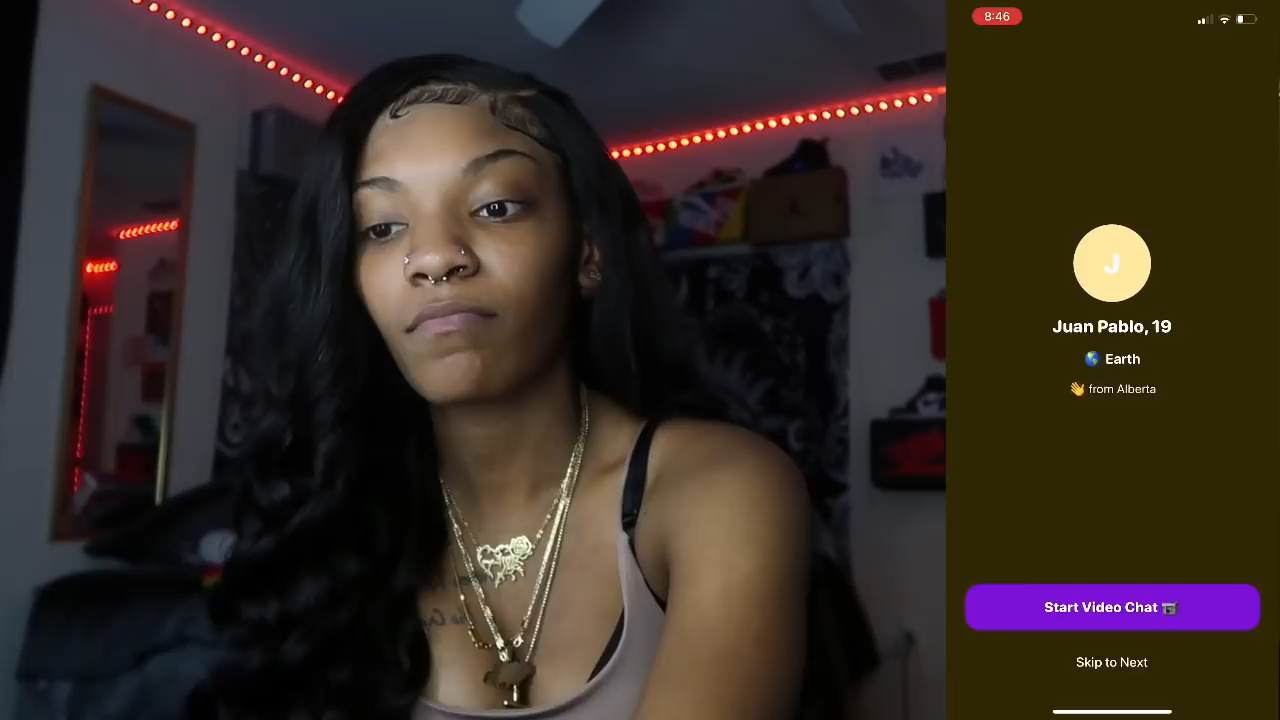 8:46
J
Juan Pablo, 19
Earth
from Alberta
Start Video Chat
Skip to Next